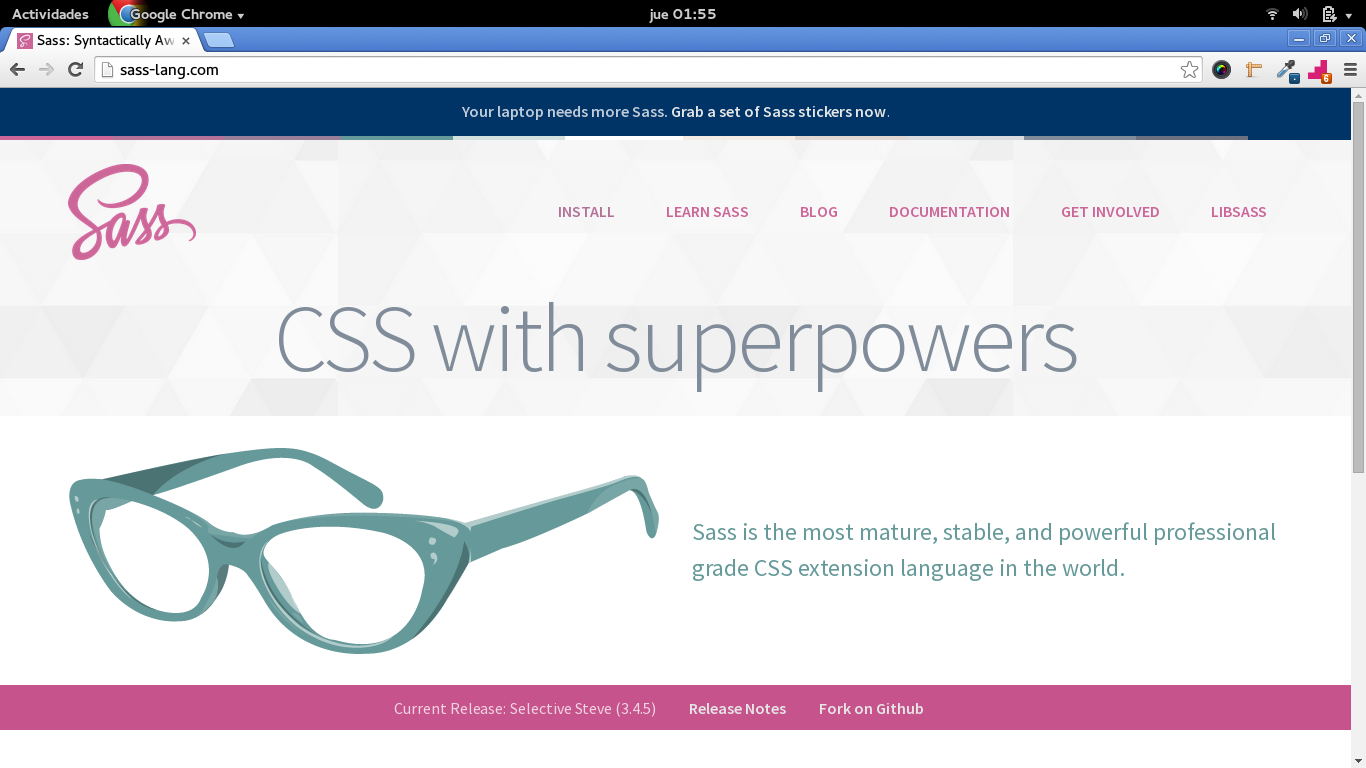 Actividades Google Chrome jue 01:55
Sass: Syntactically Aw
sass-lang.com
6
Your laptop needs more Sass. Grab a set of Sass stickers now.
Sass
INSTALL LEARN SASS BLOG DOCUMENTATION GET INVOLVED LIBSASS
CSS with superpowers
Sass is the most mature, stable, and powerful professional
grade CSS extension language in the world.
Current Release: Selective Steve (3.4.5) Release Notes Fork on Github